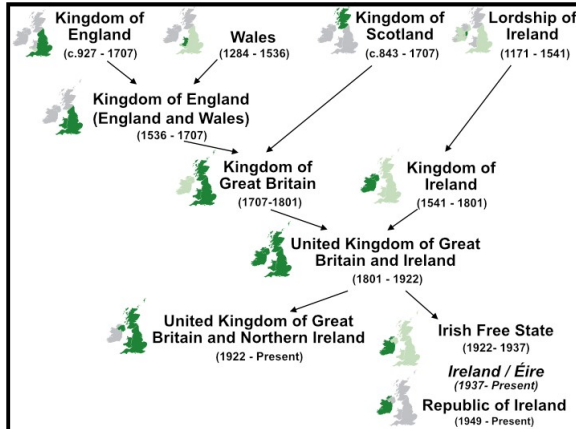 Kingdom of
England
(c.927 - 1707)
Wales
(1284 - 1536)
Kingdom of
Scotland
(c.843 - 1707)
Lordship of
Ireland
(1171 - 1541)
Kingdom of England
(England and Wales)
(1536 - 1707)
Kingdom of
Great Britain
(1707-1801)
Kingdom of
Ireland
(1541 - 1801)
United Kingdom of Great
Britain and Ireland
(1801 - 1922)
United Kingdom of Great
Britain and Northern Ireland
(1922 - Present)
Irish Free State
(1922- 1937)
Ireland / Éire
(1937- Present)
Republic of Ireland
(1949 - Present)